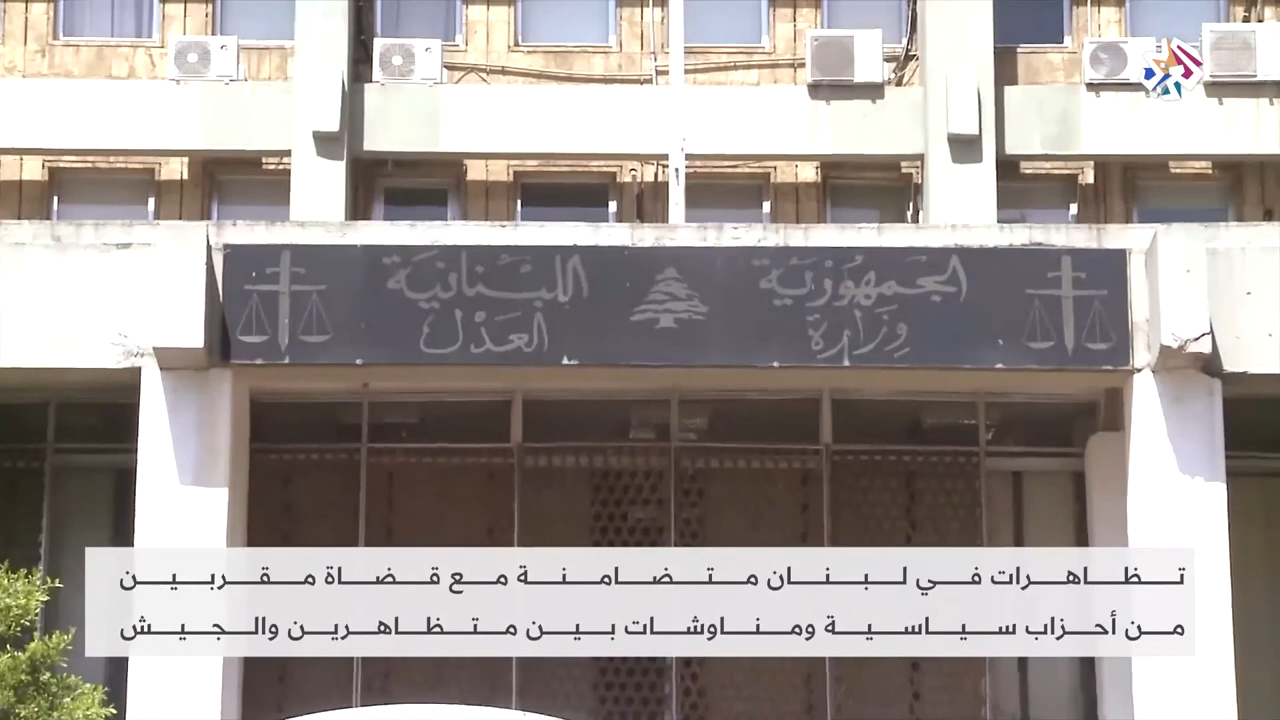 الجمهورية اللبنانية
وزارة العدل
تظاهرات في لبنان متضامنة مع قضاة مقربين
من أحزاب سياسية ومناوشات بين متظاهرين والجيش